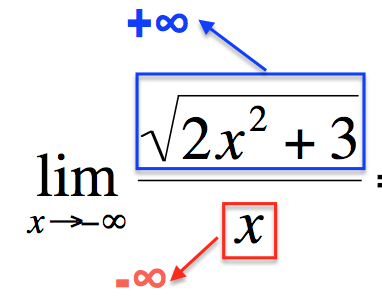 +∞
√2x² + 3
lim
x→−∞
x
-∞